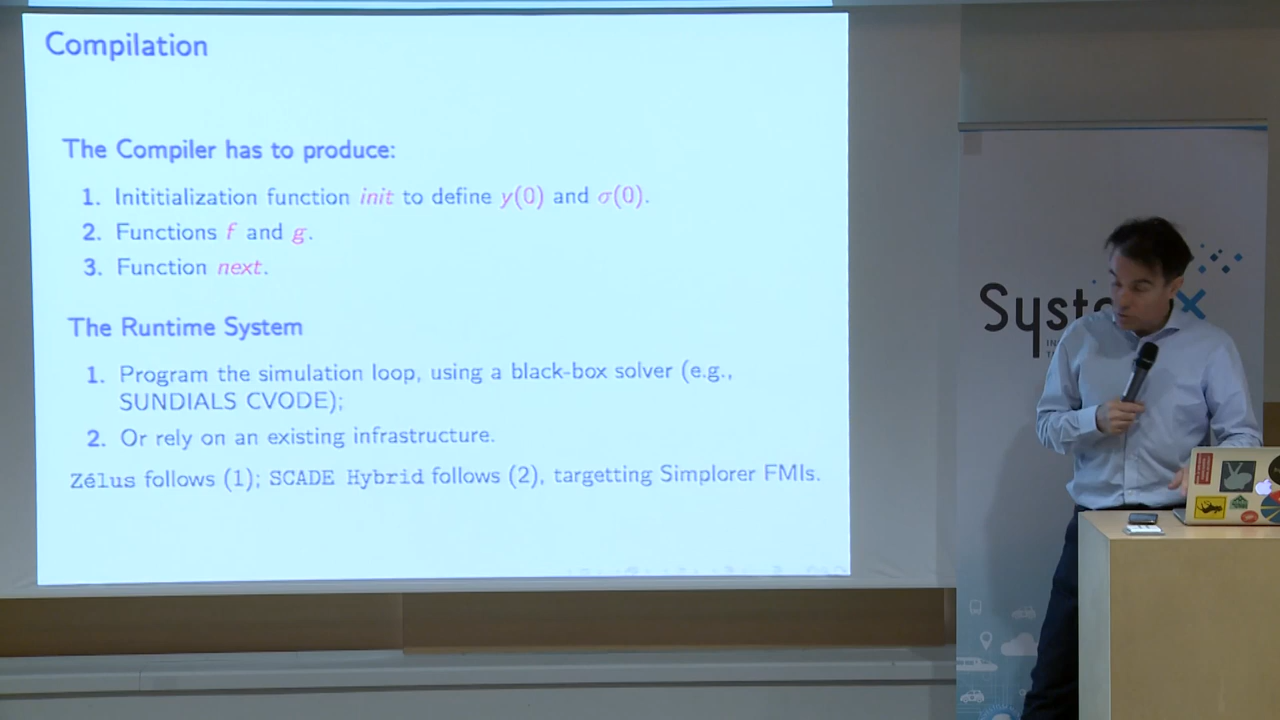 Compilation
The Compiler has to produce:
1. Inititialization function init to define y(0) and σ(0).
2. Functions f and g.
3. Function next.
The Runtime System
1. Program the simulation loop, using a black-box solver (e.g.,
SUNDIALS CVODE);
2. Or rely on an existing infrastructure.
Zélus follows (1); SCADE Hybrid follows (2), targetting Simplorer FMIs.
Syst
X